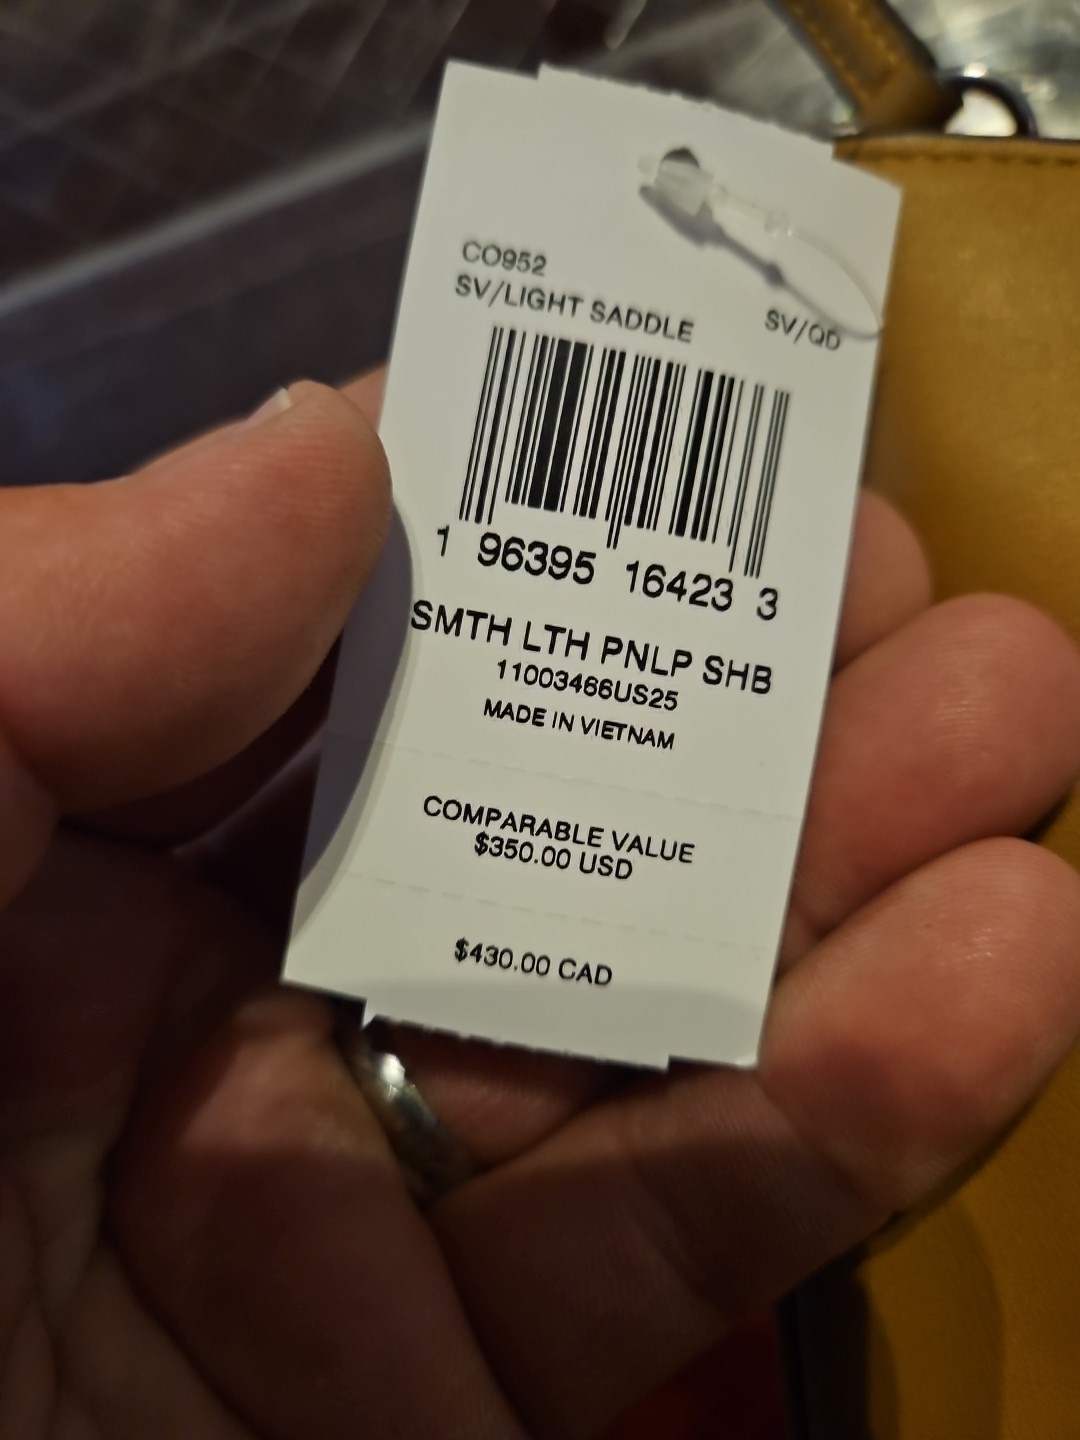 CO952
SV/LIGHT SADDLE SV/QD
1 96395 16423 3
SMTH LTH PNLP SHB
11003466US25
MADE IN VIETNAM
COMPARABLE VALUE
$350.00 USD
$430.00 CAD